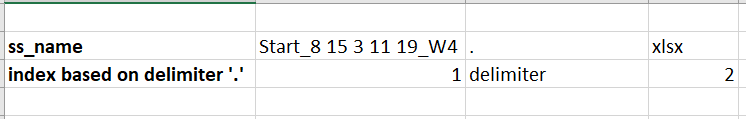 ss_name Start_8 15 3 11 19_W4 . xlsx
index based on delimiter '.' 1 delimiter 2